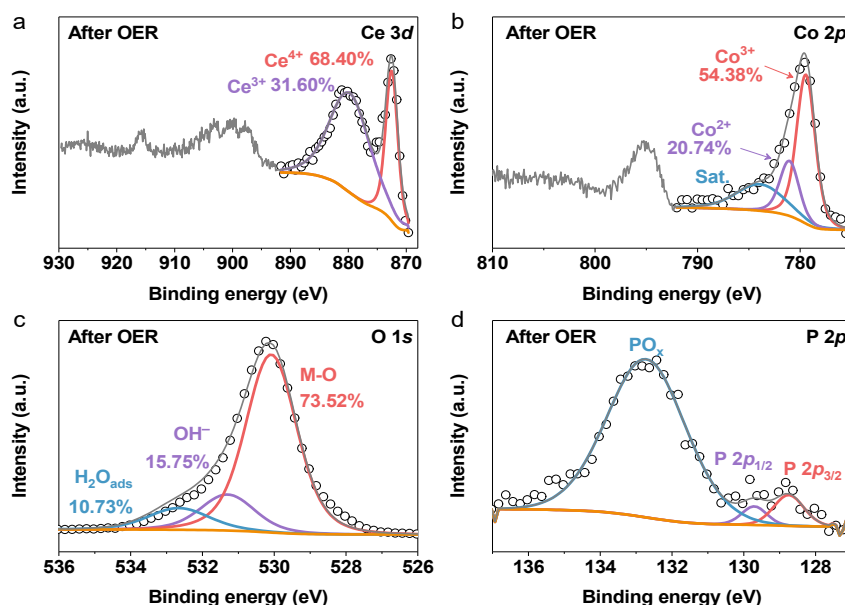 a
After OER
Ce 3d
Ce⁴⁺ 68.40%
Ce³⁺ 31.60%
Intensity (a.u.)
930 920 910 900 890 880 870
Binding energy (eV)
b
After OER
Co 2p
Co³⁺
54.38%
Co²⁺
20.74%
Sat.
Intensity (a.u.)
810 800 790 780
Binding energy (eV)
c
After OER
O 1s
M-O
73.52%
OH⁻
15.75%
H₂Oads
10.73%
Intensity (a.u.)
536 534 532 530 528 526
Binding energy (eV)
d
After OER
P 2p
POₓ
P 2p1/2
P 2p3/2
Intensity (a.u.)
136 135 133 132 130 129 128
Binding energy (eV)